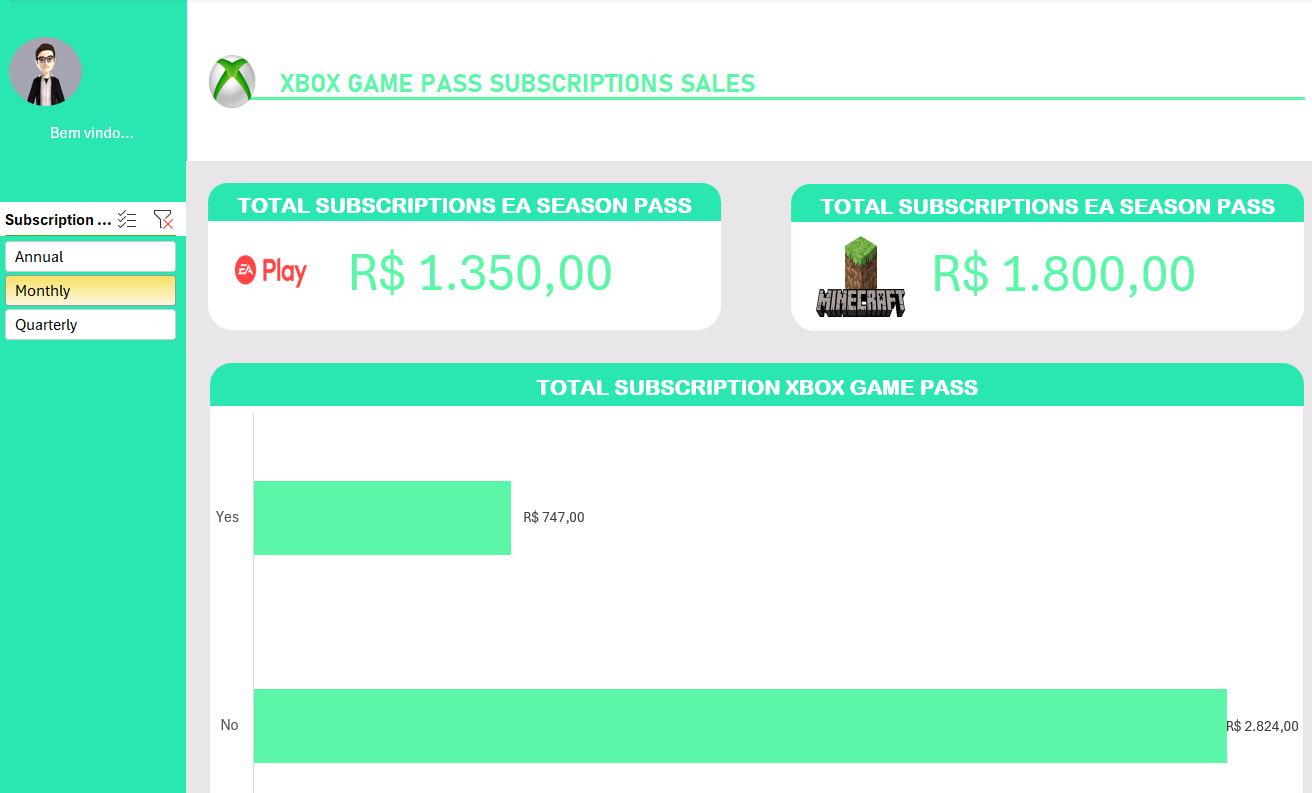 XBOX GAME PASS SUBSCRIPTIONS SALES
Bem vindo...
Subscription ...
Annual
Monthly
Quarterly
TOTAL SUBSCRIPTIONS EA SEASON PASS
EA Play
R$ 1.350,00
TOTAL SUBSCRIPTIONS EA SEASON PASS
MINECRAFT
R$ 1.800,00
TOTAL SUBSCRIPTION XBOX GAME PASS
Yes
R$ 747,00
No
R$ 2.824,00